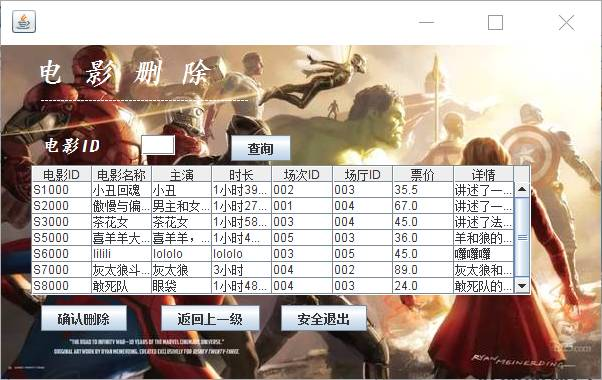 电 影 删 除
----------------------------------------
电影ID 查询
电影ID 电影名称 主演 时长 场次ID 场厅ID 票价 详情
S1000 小丑回魂 小丑 1小时39... 002 003 35.5 讲述了一...
S2000 傲慢与偏... 男主和女... 1小时27... 001 004 67.0 讲述了一...
S3000 茶花女 茶花女 1小时58... 003 004 45.0 讲述了法...
S5000 喜羊羊大... 喜羊羊，... 1小时4... 005 003 36.0 羊和狼的...
S6000 lilili lololo lololo 003 005 45.0
S7000 灰太狼斗... 灰太狼 3小时 004 002 89.0 灰太狼和...
S8000 敢死队 眼袋 1小时48... 004 003 24.0 敢死队的...
确认删除 返回上一级 安全退出
"THE ROAD TO INFINITY WAR—10 YEARS OF THE MARVEL CINEMATIC UNIVERSE."
ORIGINAL ART WORK BY RYAN MEINERDING, CREATED EXCLUSIVELY FOR DISNEY TWENTY-THREE.
RYAN MEINERDING